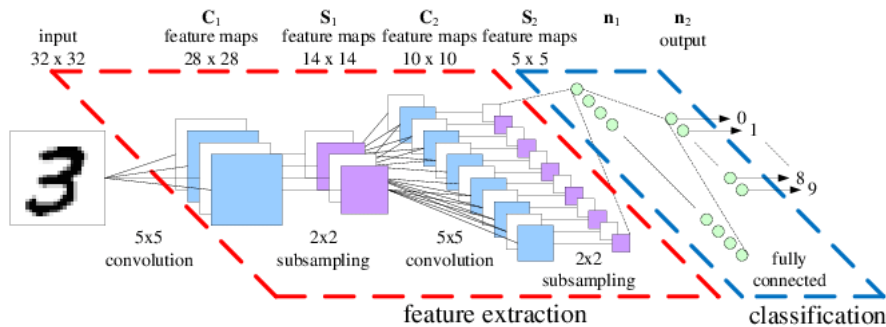 C1 S1 C2 S2 n1 n2
input feature maps feature maps feature maps feature maps output
32 x 32 28 x 28 14 x 14 10 x 10 5 x 5
0
1
8
9
5x5 2x2 5x5 2x2 fully
convolution subsampling convolution subsampling connected
feature extraction classification